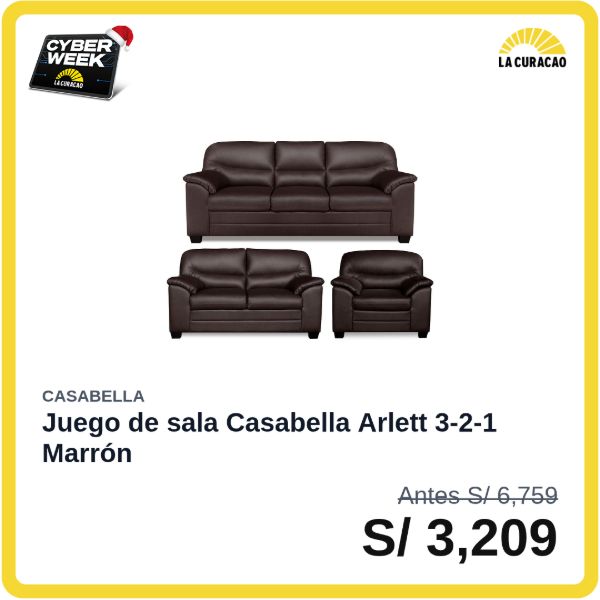 CYBER
WEEK
LA CURACAO
LA CURACAO
CASABELLA
Juego de sala Casabella Arlett 3-2-1
Marrón
Antes S/ 6,759
S/ 3,209